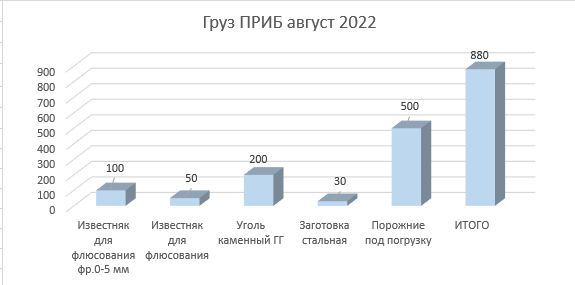 Груз ПРИБ август 2022
900
800
700
600
500
400
300
200
100
0
100
50
200
30
500
880
Известняк
для
флюсования
фр.0-5 мм
Известняк
для
флюсования
Уголь
каменный ГГ
Заготовка
стальная
Порожние
под погрузку
ИТОГО